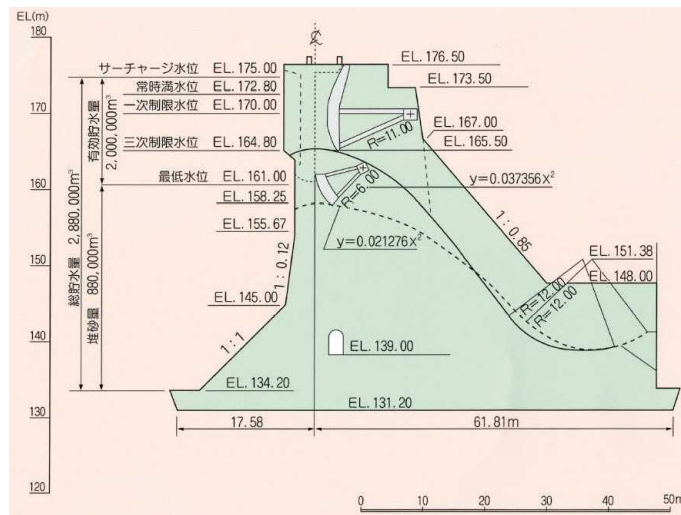 EL(m)
180
170
160
150
140
130
120
℄
サーチャージ水位 EL.175.00
常時満水位 EL.172.80
一次制限水位 EL.170.00
三次制限水位 EL.164.80
最低水位 EL.161.00
EL.158.25
EL.155.67
EL.145.00
EL.134.20
総貯水量 2,880,000m³
有効貯水量
2,000,000m³
堆砂量 880,000m³
1:0.12
1:1
EL.176.50
EL.173.50
EL.167.00
EL.165.50
R=11.00
R=6.00
y=0.037356x²
y=0.021276x²
1:0.85
EL.151.38
EL.148.00
R=12.00
R=12.00
EL.139.00
EL.131.20
17.58
61.81m
0 10 20 30 40 50m